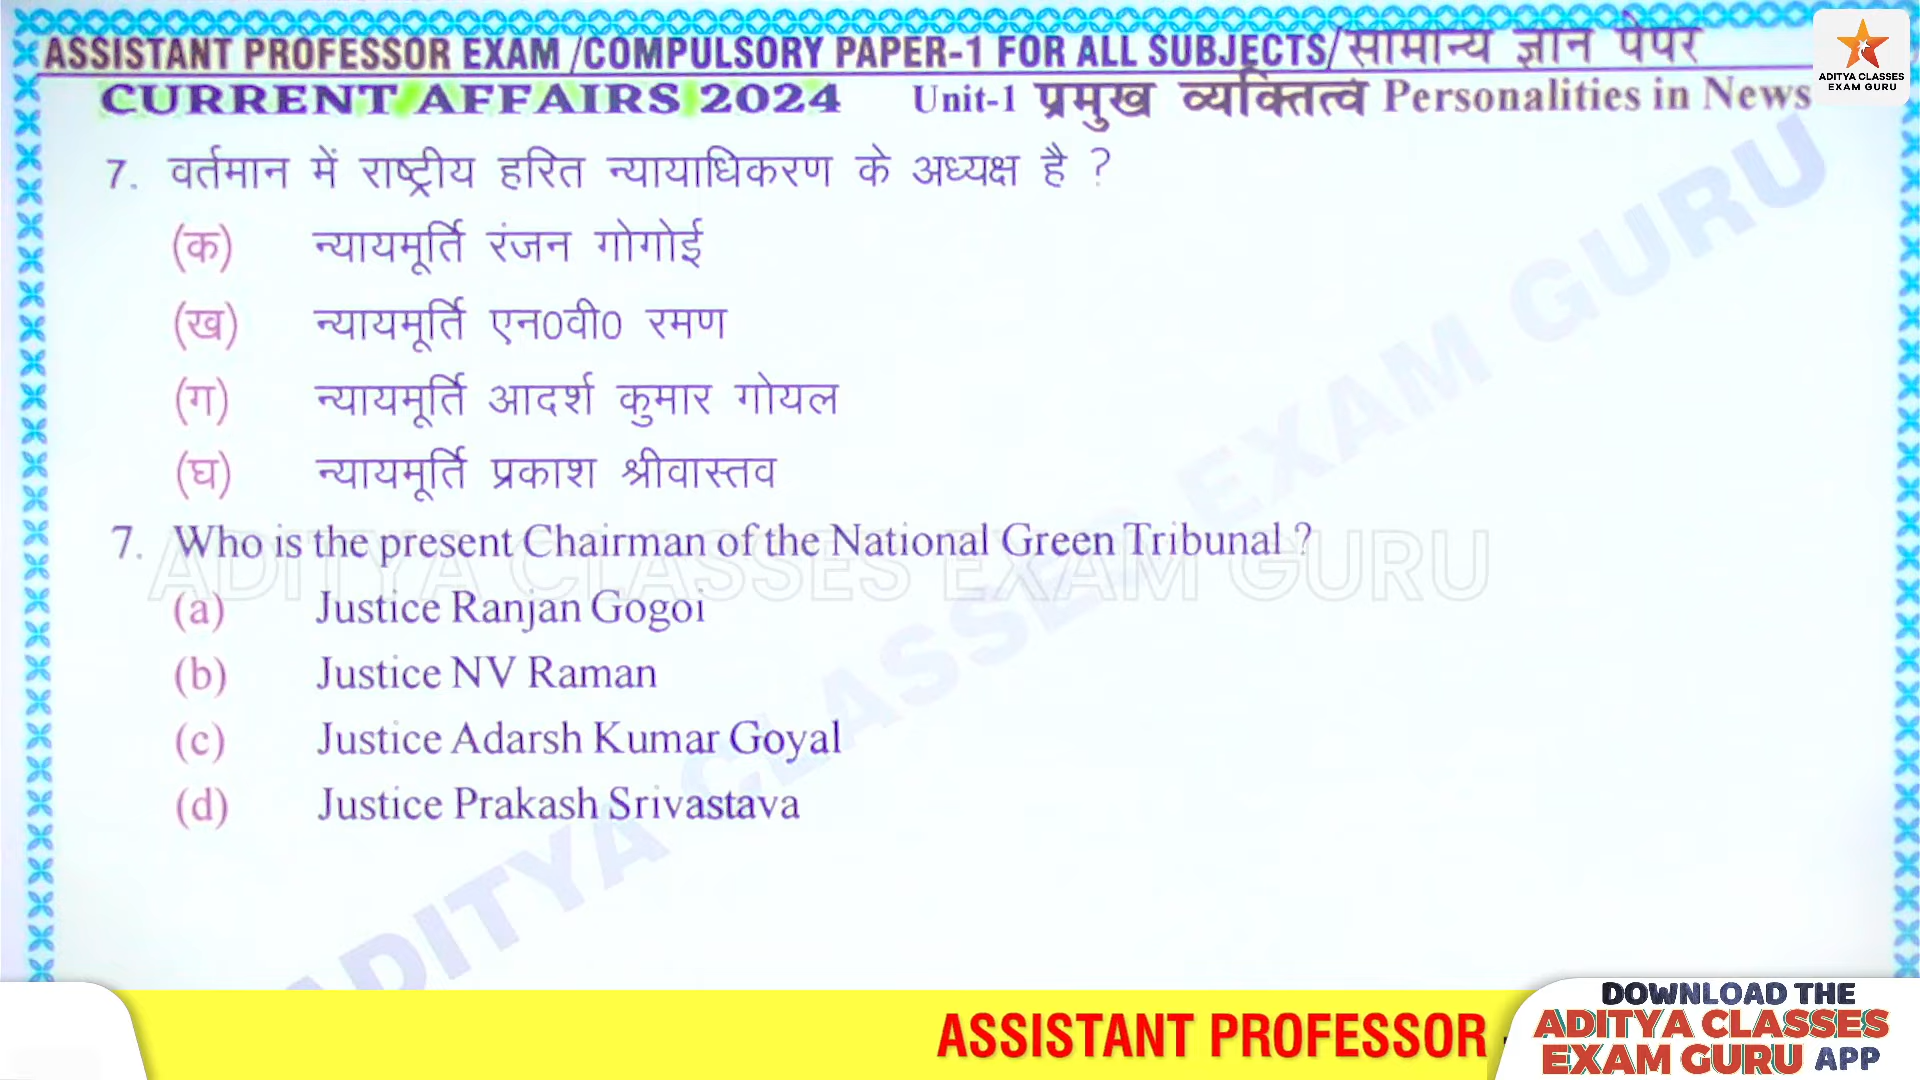 ASSISTANT PROFESSOR EXAM /COMPULSORY PAPER-1 FOR ALL SUBJECTS/सामान्य ज्ञान पेपर
ADITYA CLASSES
EXAM GURU
CURRENT AFFAIRS 2024 Unit-1 प्रमुख व्यक्तित्व Personalities in News
7. वर्तमान में राष्ट्रीय हरित न्यायाधिकरण के अध्यक्ष है ?
(क) न्यायमूर्ति रंजन गोगोई
(ख) न्यायमूर्ति एन0वी0 रमण
(ग) न्यायमूर्ति आदर्श कुमार गोयल
(घ) न्यायमूर्ति प्रकाश श्रीवास्तव
7. Who is the present Chairman of the National Green Tribunal ?
ADITYA CLASSES EXAM GURU
(a) Justice Ranjan Gogoi
(b) Justice NV Raman
(c) Justice Adarsh Kumar Goyal
(d) Justice Prakash Srivastava
ADITYA CLASSES EXAM GURU
ASSISTANT PROFESSOR -
DOWNLOAD THE
ADITYA CLASSES
EXAM GURU APP